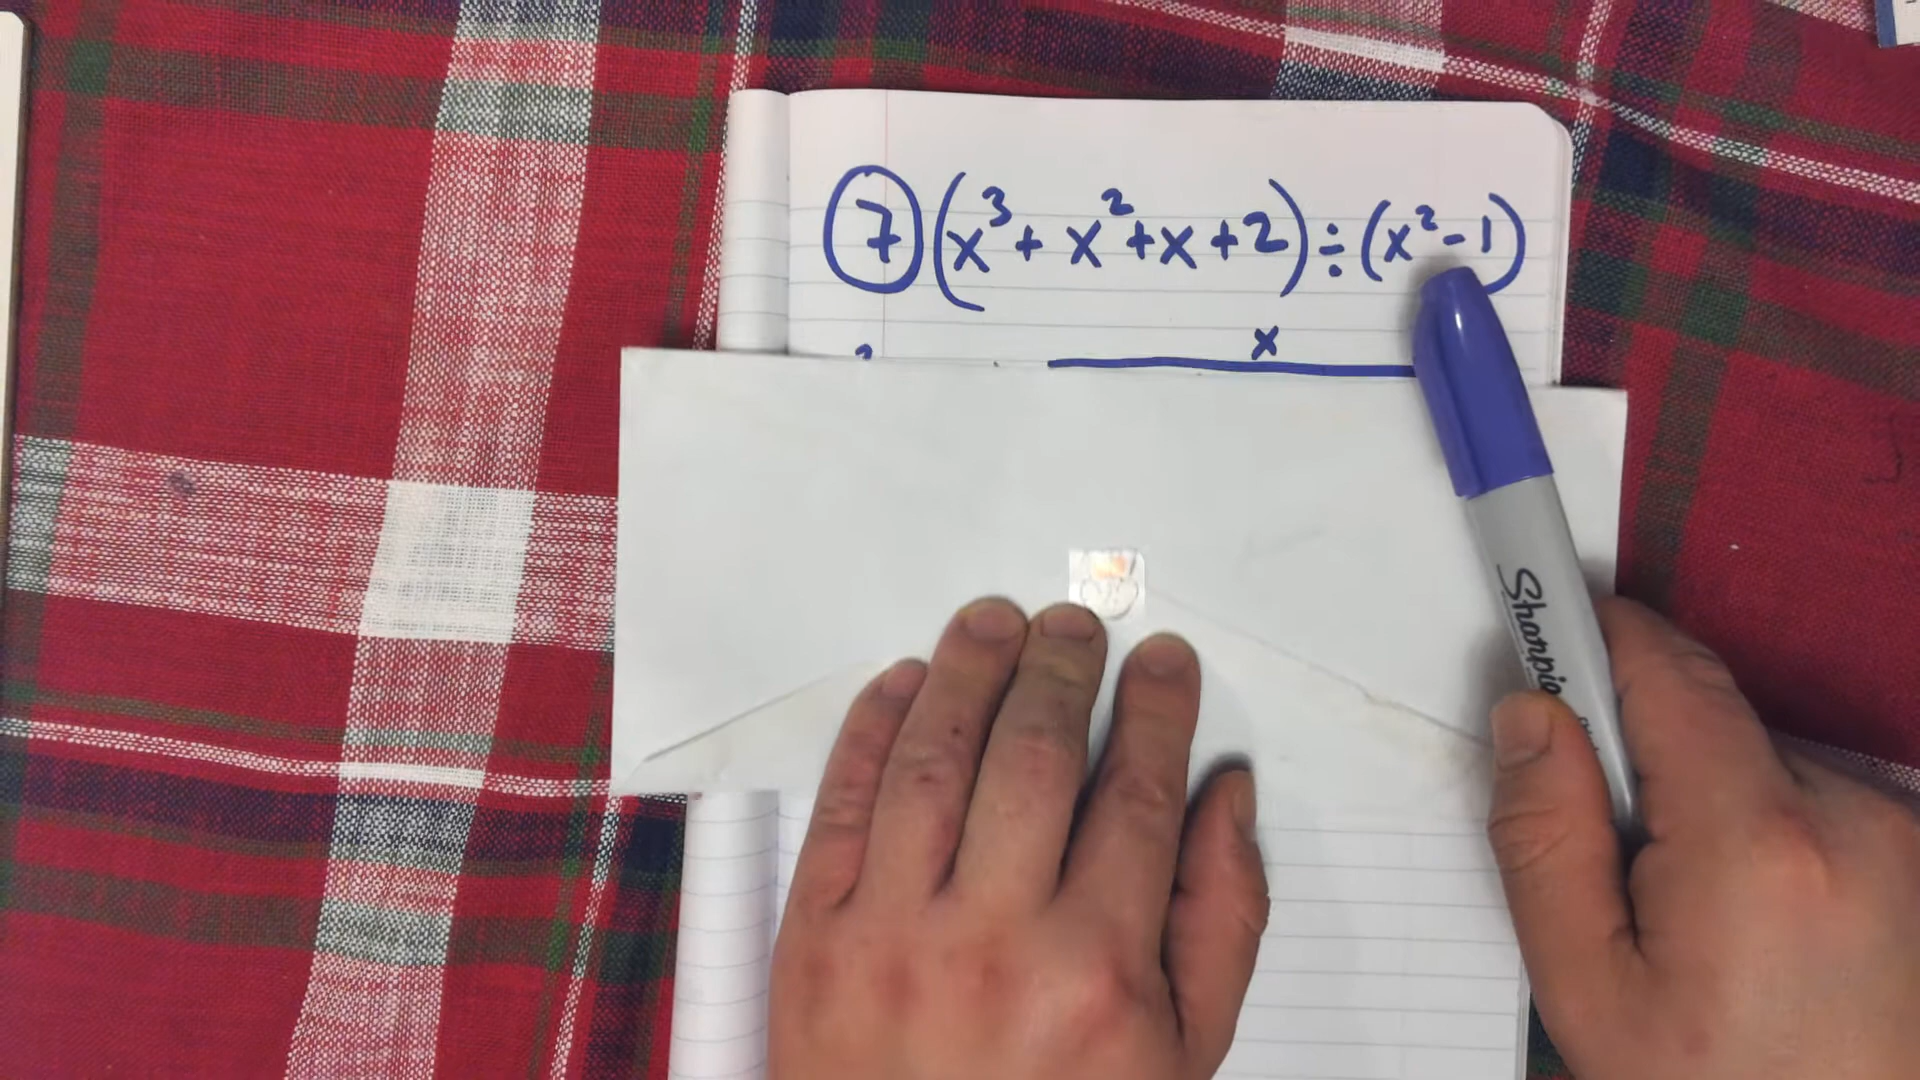 ⑦ (x³ + x² + x + 2) ÷ (x² - 1)
x
Sharpie